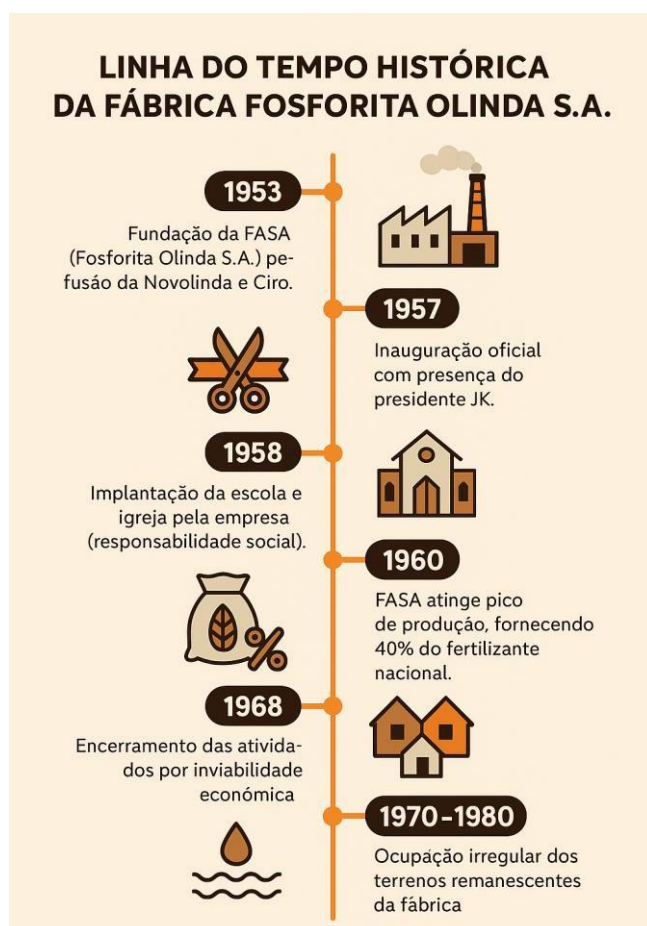 LINHA DO TEMPO HISTÓRICA
DA FÁBRICA FOSFORITA OLINDA S.A.
1953
Fundação da FASA
(Fosforita Olinda S.A.) pe-
fusáo da Novolinda e Ciro.
1957
Inauguração oficial
com presença do
presidente JK.
1958
Implantação da escola e
igreja pela empresa
(responsabilidade social).
1960
FASA atinge pico
de produçáo, fornecendo
40% do fertilizante
nacional.
1968
Encerramento das ativida-
dos por inviabilidade
económica
1970-1980
Ocupação irregular dos
terrenos remanescentes
da fábrica